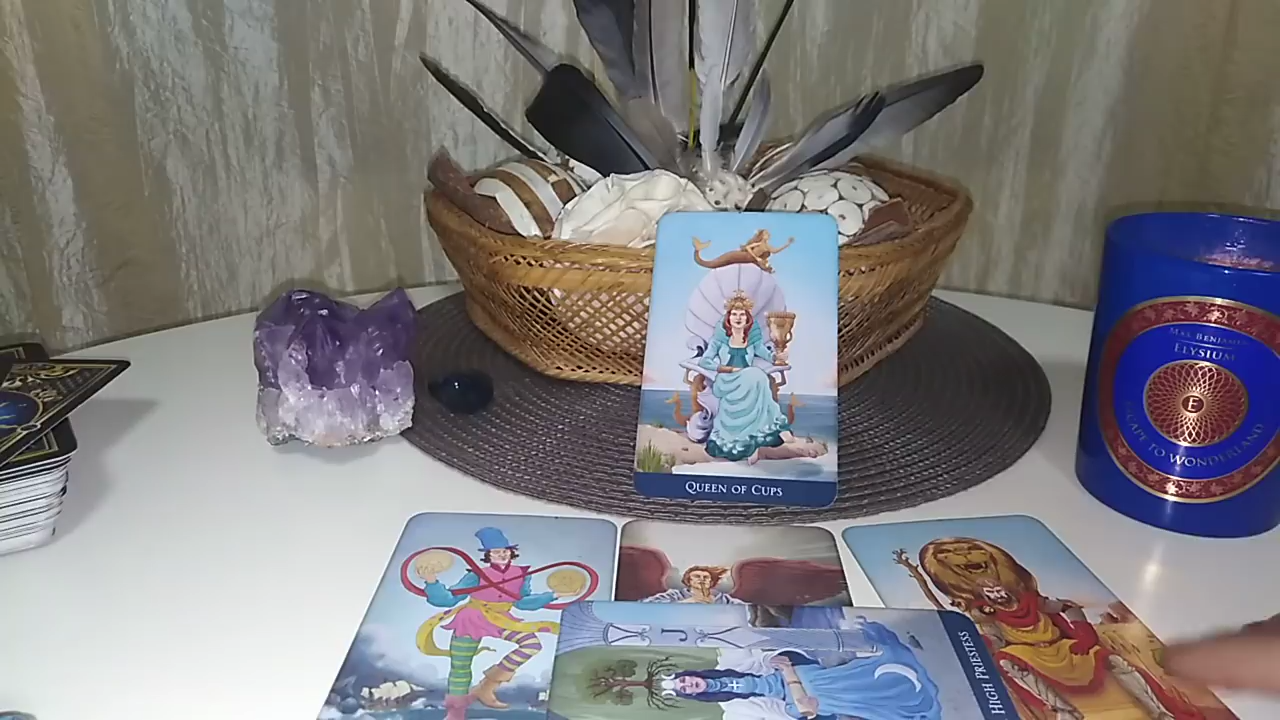 QUEEN OF CUPS
MAX BENJAMIN
ELYSIUM
E
ESCAPE TO WONDERLAND
J
HIGH PRIESTESS